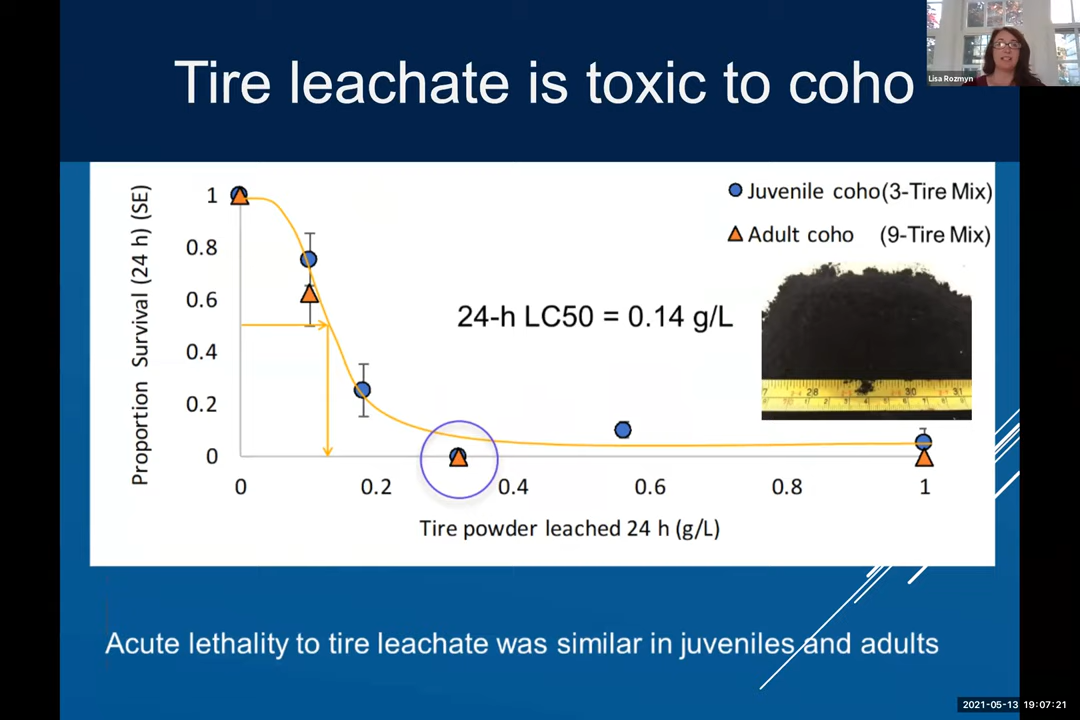 Tire leachate is toxic to coho
Lisa Rozmyn
Proportion Survival (24 h) (SE)
1
0.8
0.6
0.4
0.2
0
0 0.2 0.4 0.6 0.8 1
Tire powder leached 24 h (g/L)
Juvenile coho(3-Tire Mix)
Adult coho (9-Tire Mix)
24-h LC50 = 0.14 g/L
Acute lethality to tire leachate was similar in juveniles and adults
2021-05-13 19:07:21